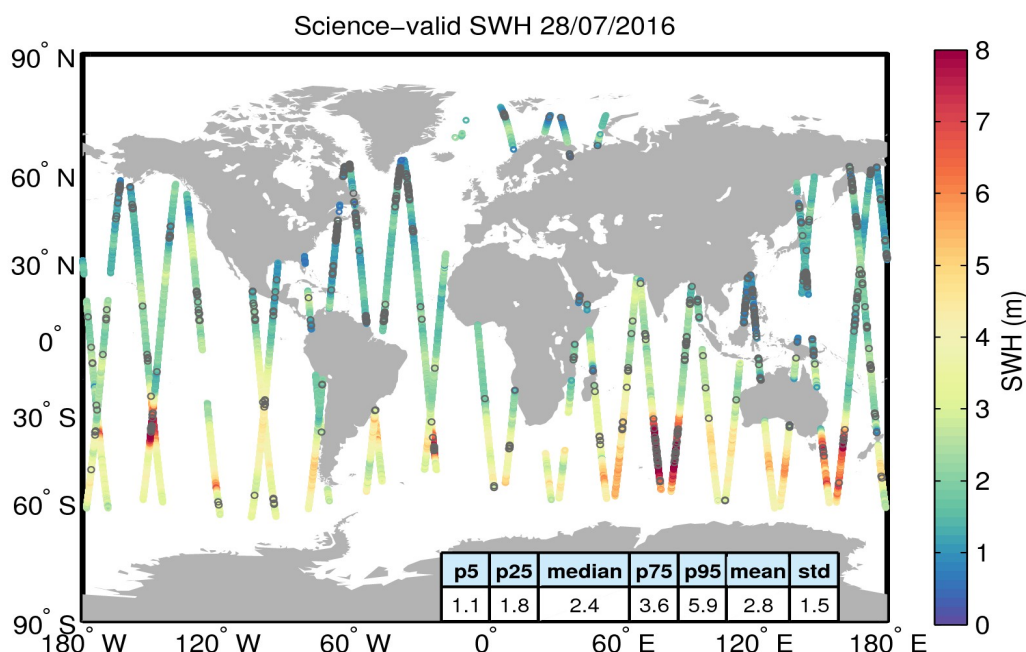 Science−valid SWH 28/07/2016
90° N
60° N
30° N
0°
30° S
60° S
90° S
180° W
120° W
60° W
0°
60° E
120° E
180° E
p5 p25 median p75 p95 mean std
1.1 1.8 2.4 3.6 5.9 2.8 1.5
8
7
6
5
4
3
2
1
0
SWH (m)